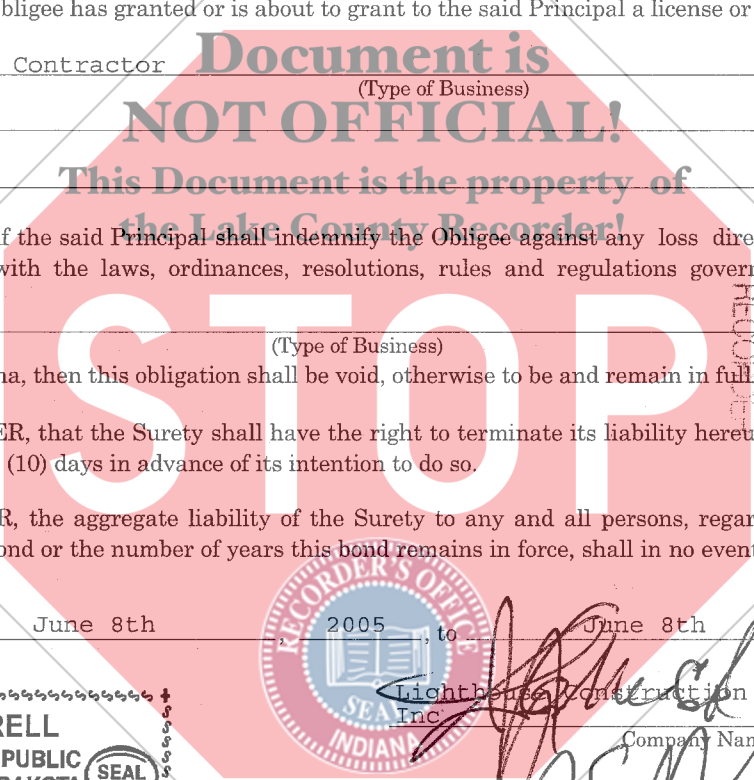 bligee has granted or is about to grant to the said Principal a license or
Document is
Contractor
(Type of Business)
NOT OFFICIAL!
This Document is the property of
the Lake County Recorder!
f the said Principal shall indemnify the Obligee against any loss dire
with the laws, ordinances, resolutions, rules and regulations govern
STOP
(Type of Business)
na, then this obligation shall be void, otherwise to be and remain in full
ER, that the Surety shall have the right to terminate its liability hereu
(10) days in advance of its intention to do so.
R, the aggregate liability of the Surety to any and all persons, regar
ond or the number of years this bond remains in force, shall in no event
RECORDER'S OFFICE
June 8th, 2005, to June 8th
Lighthouse Construction
Inc
SEAL
INDIANA
Company Nam
RELL
PUBLIC
SEAL